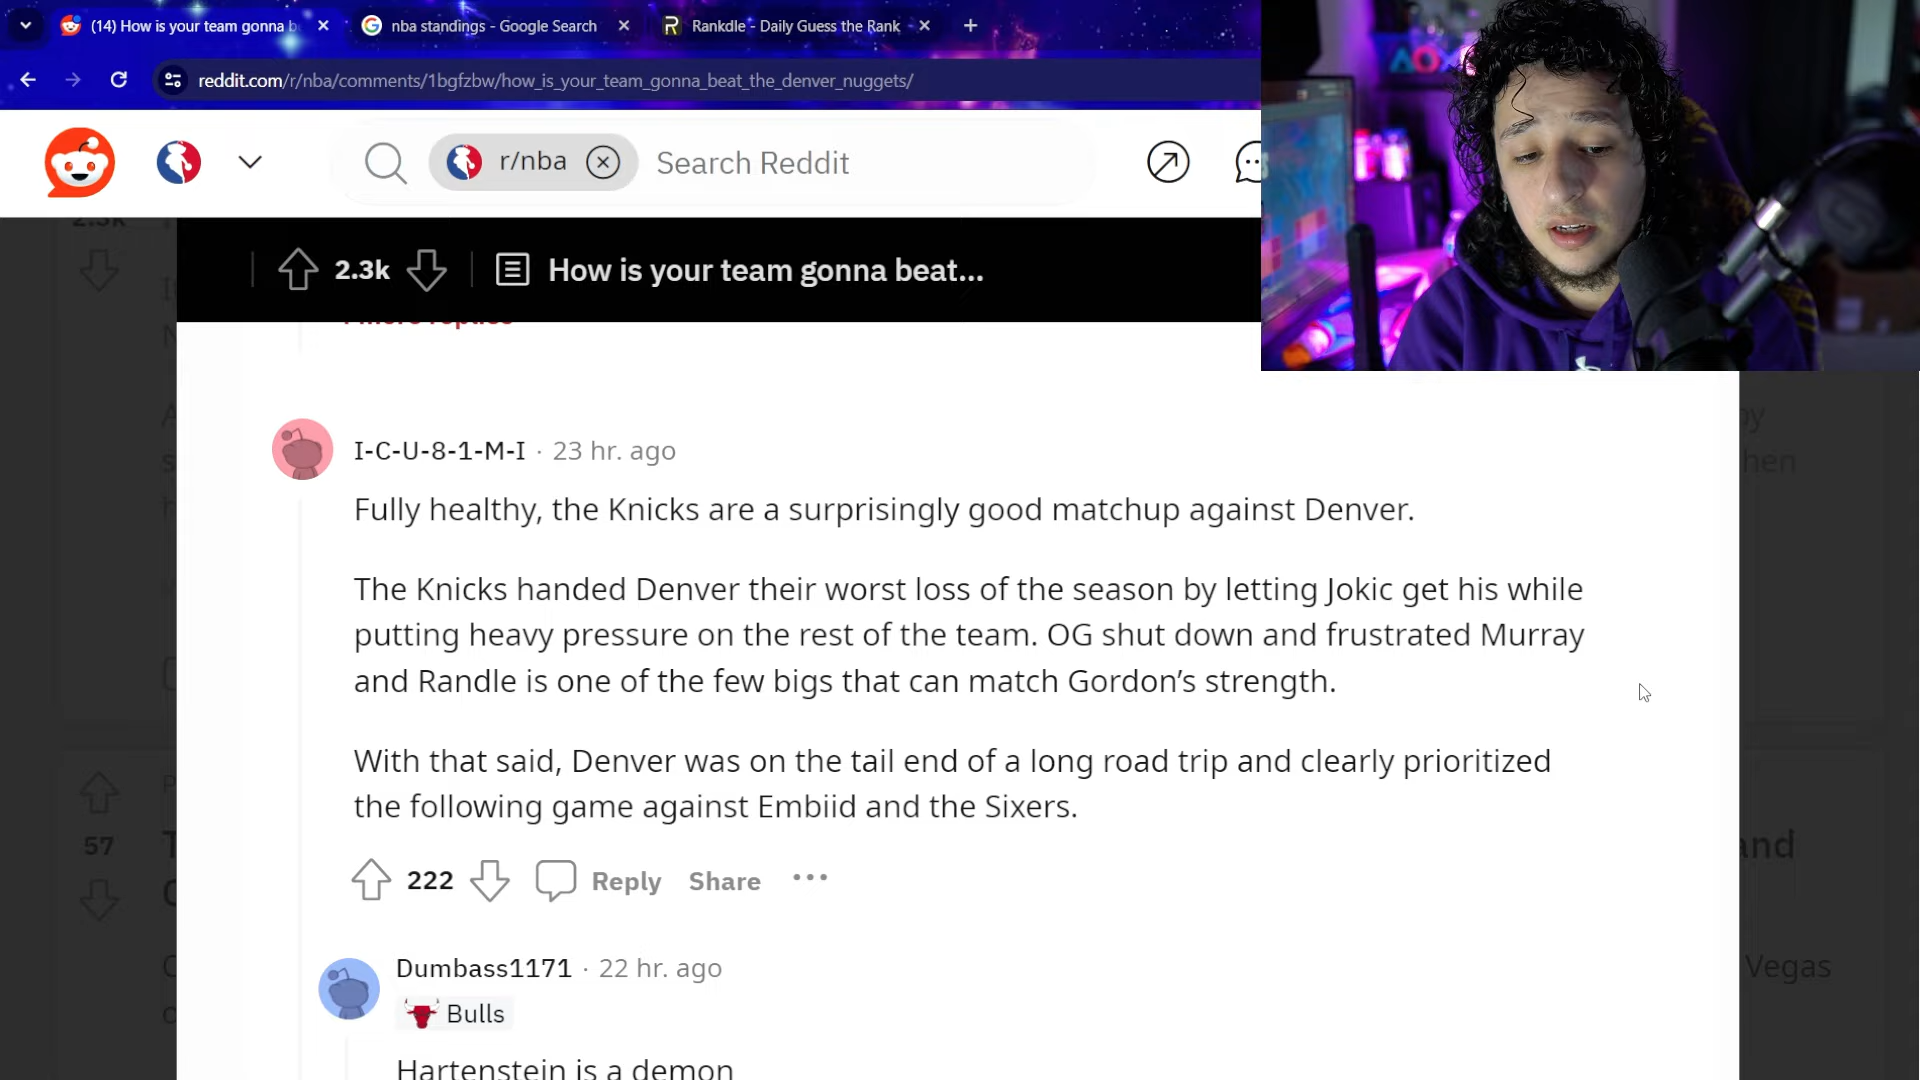 (14) How is your team gonna b
nba standings - Google Search
Rankdle - Daily Guess the Rank
reddit.com/r/nba/comments/1bgfzbw/how_is_your_team_gonna_beat_the_denver_nuggets/
r/nba
Search Reddit
2.3k
How is your team gonna beat...
more replies
I-C-U-8-1-M-I · 23 hr. ago
Fully healthy, the Knicks are a surprisingly good matchup against Denver.
The Knicks handed Denver their worst loss of the season by letting Jokic get his while
putting heavy pressure on the rest of the team. OG shut down and frustrated Murray
and Randle is one of the few bigs that can match Gordon’s strength.
With that said, Denver was on the tail end of a long road trip and clearly prioritized
the following game against Embiid and the Sixers.
222
Reply
Share
57
Vegas
Dumbass1171 · 22 hr. ago
Bulls
Hartenstein is a demon